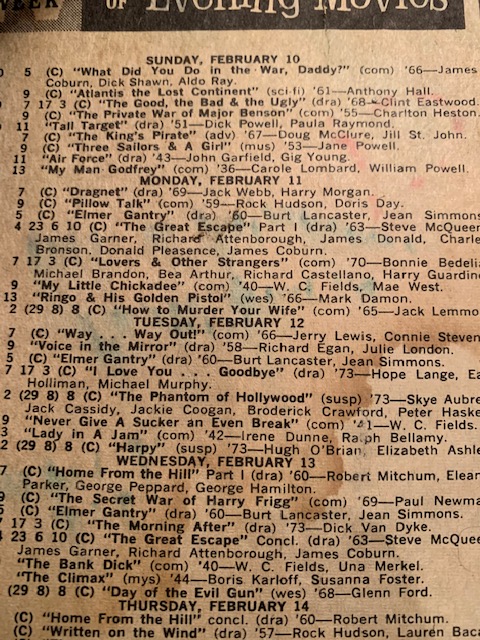 WEEK
OF Evening Movies
SUNDAY, FEBRUARY 10
5 (C) "What Did You Do in the War, Daddy?" (com) '66—James
Coburn, Dick Shawn, Aldo Ray.
9 (C) "Atlantis the Lost Continent" (sci-fi) '61—Anthony Hall.
7 17 3 (C) "The Good, the Bad & the Ugly" (dra) '68—Clint Eastwood.
9 (C) "The Private War of Major Benson" (com) '55—Charlton Heston.
11 "Tall Target" (dra) '51—Dick Powell, Paula Raymond.
7 (C) "The King's Pirate" (adv) '67—Doug McClure, Jill St. John.
9 (C) "Three Sailors & A Girl" (mus) '53—Jane Powell.
11 "Air Force" (dra) '43—John Garfield, Gig Young.
13 "My Man Godfrey" (com) '36—Carole Lombard, William Powell.
MONDAY, FEBRUARY 11
7 (C) "Dragnet" (dra) '69—Jack Webb, Harry Morgan.
9 (C) "Pillow Talk" (com) '59—Rock Hudson, Doris Day.
5 (C) "Elmer Gantry" (dra) '60—Burt Lancaster, Jean Simmons
4 23 6 10 (C) "The Great Escape" Part I (dra) '63—Steve McQuee
James Garner, Richard Attenborough, James Donald, Charle
Bronson, Donald Pleasence, James Coburn.
7 17 3 (C) "Lovers & Other Strangers" (com) '70—Bonnie Bedeli
Michael Brandon, Bea Arthur, Richard Castellano, Harry Guardin
9 "My Little Chickadee" (com) '40—W. C. Fields, Mae West.
13 "Ringo & His Golden Pistol" (wes) '66—Mark Damon.
2 (29 8) 8 (C) "How to Murder Your Wife" (com) '65—Jack Lemmo
TUESDAY, FEBRUARY 12
7 (C) "Way . . . Way Out!" (com) '66—Jerry Lewis, Connie Steven
9 "Voice in the Mirror" (dra) '58—Richard Egan, Julie London.
5 (C) "Elmer Gantry" (dra) '60—Burt Lancaster, Jean Simmons.
7 17 3 (C) "I Love You . . . Goodbye" (dra) '73—Hope Lange, Ea
Holliman, Michael Murphy.
2 (29 8) 8 (C) "The Phantom of Hollywood" (susp) '73—Skye Aubre
Jack Cassidy, Jackie Coogan, Broderick Crawford, Peter Haske
9 "Never Give A Sucker an Even Break" (com) '41—W. C. Fields.
3 "Lady in A Jam" (com) '42—Irene Dunne, Ralph Bellamy.
2 (29 8) 8 (C) "Harpy" (susp) '73—Hugh O'Brian, Elizabeth Ashle
WEDNESDAY, FEBRUARY 13
7 (C) "Home From the Hill" Part I (dra) '60—Robert Mitchum, Elean
Parker, George Peppard, George Hamilton.
9 (C) "The Secret War of Harry Frigg" (com) '69—Paul Newma
5 (C) "Elmer Gantry" (dra) '60—Burt Lancaster, Jean Simmons.
7 17 3 (C) "The Morning After" (dra) '73—Dick Van Dyke.
4 23 6 10 (C) "The Great Escape" Concl. (dra) '63—Steve McQuee
James Garner, Richard Attenborough, James Coburn.
"The Bank Dick" (com) '40—W. C. Fields, Una Merkel.
"The Climax" (mys) '44—Boris Karloff, Susanna Foster.
(29 8) 8 (C) "Day of the Evil Gun" (wes) '68—Glenn Ford.
THURSDAY, FEBRUARY 14
(C) "Home From the Hill" concl. (dra) '60—Robert Mitchum.
(C) "Written on the Wind" (dra) '57—Rock Hudson, Lauren Baca